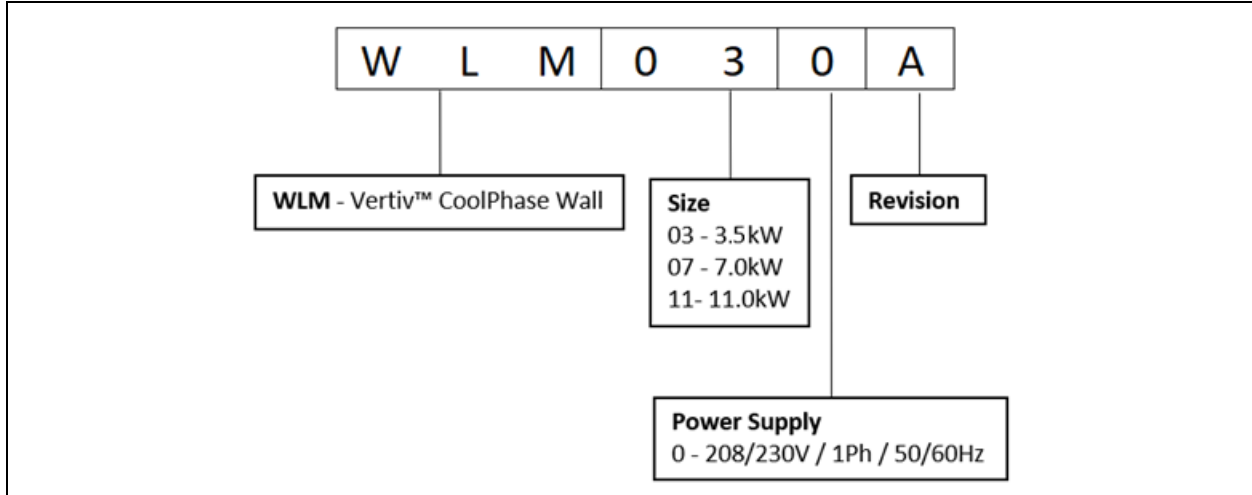 W L M 0 3 0 A
WLM - Vertiv™ CoolPhase Wall
Size
03 - 3.5kW
07 - 7.0kW
11- 11.0kW
Revision
Power Supply
0 - 208/230V / 1Ph / 50/60Hz